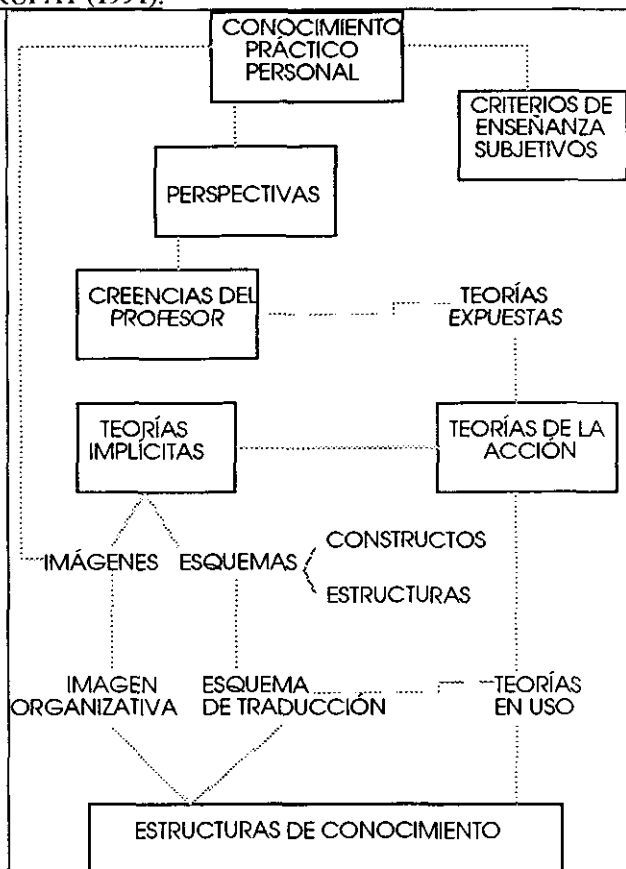 (1991).
CONOCIMIENTO
PRÁCTICO
PERSONAL
CRITERIOS DE
ENSEÑANZA
SUBJETIVOS
PERSPECTIVAS
CREENCIAS DEL
PROFESOR
TEORÍAS
EXPUESTAS
TEORÍAS
IMPLÍCITAS
TEORÍAS DE LA
ACCIÓN
IMÁGENES
ESQUEMAS
CONSTRUCTOS
ESTRUCTURAS
IMAGEN
ORGANIZATIVA
ESQUEMA
DE TRADUCCIÓN
TEORÍAS
EN USO
ESTRUCTURAS DE CONOCIMIENTO